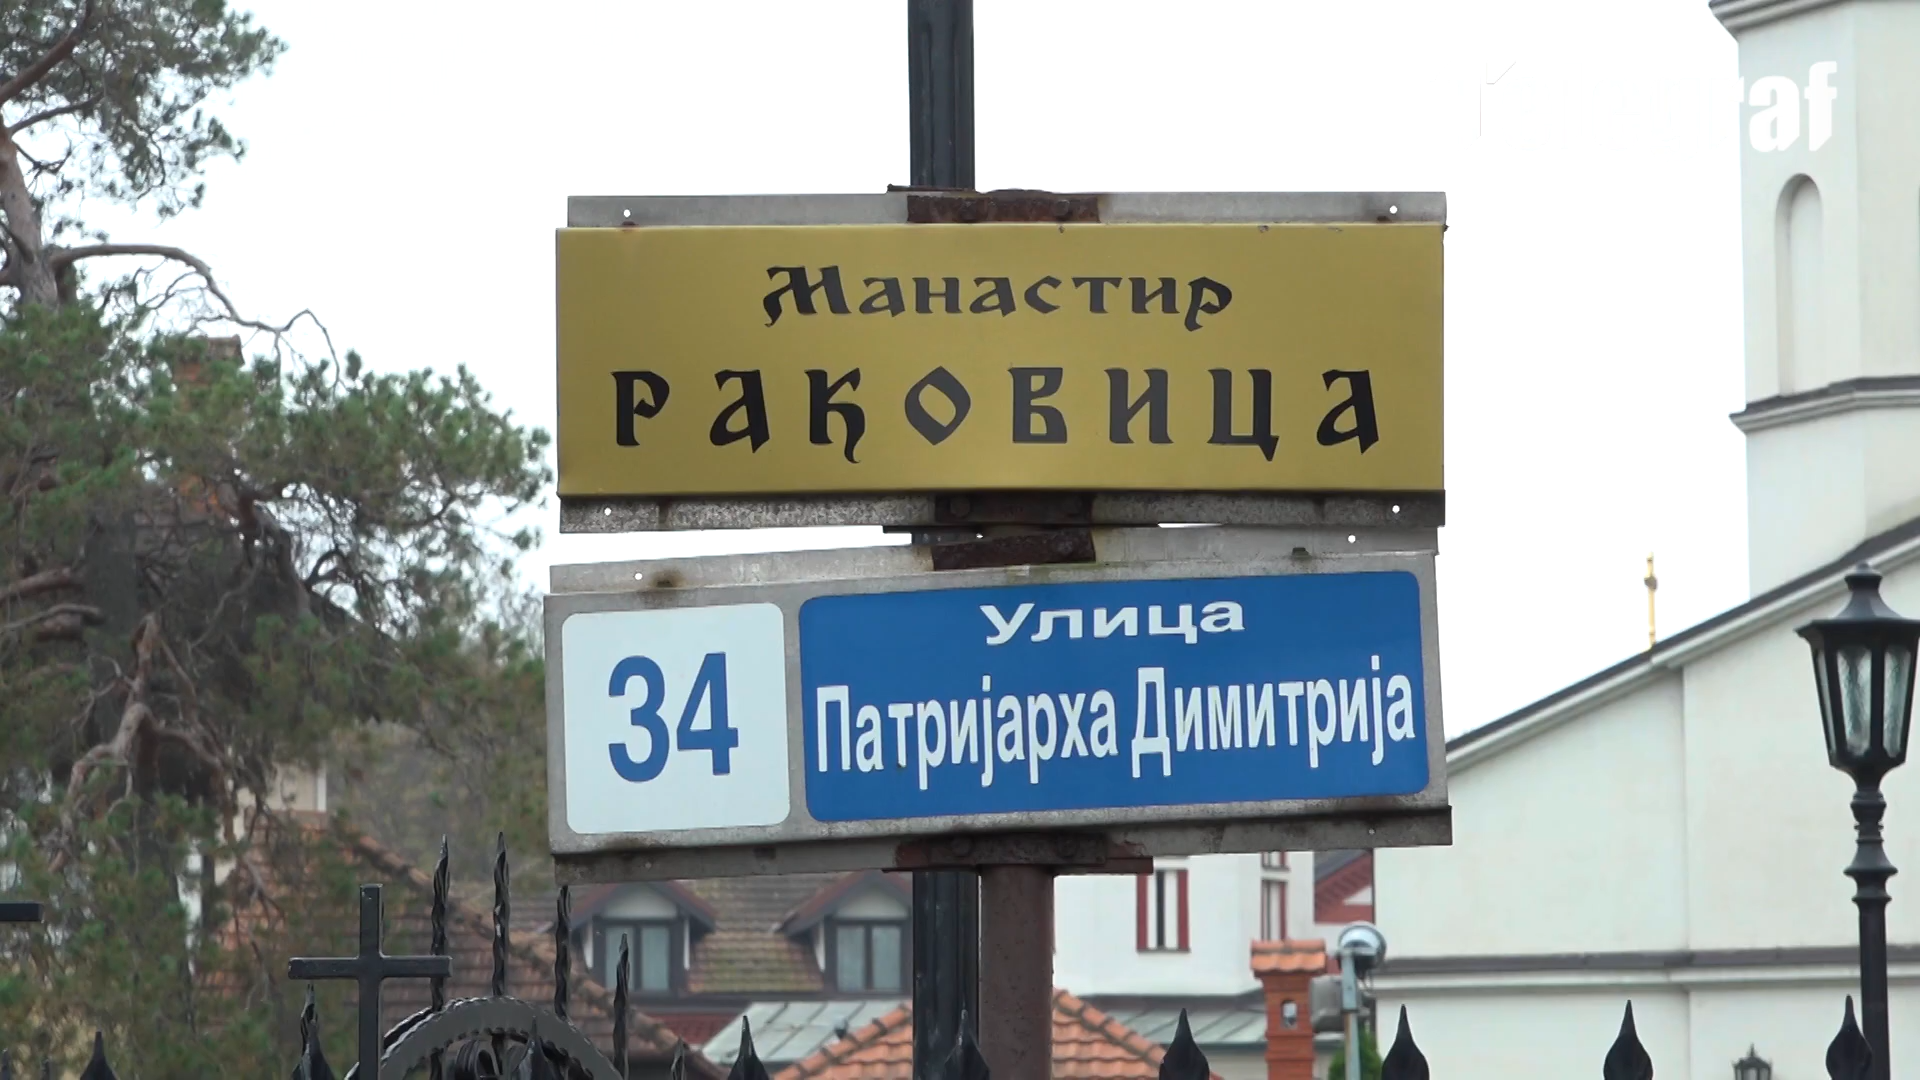 Манастир
РАКОВИЦА
34
Улица
Патријарха Димитрија